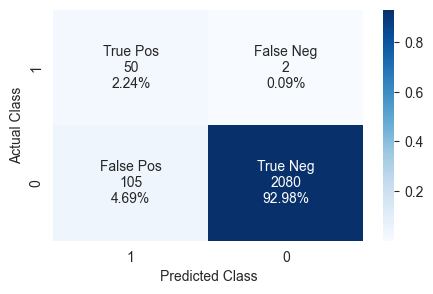 True Pos
50
2.24%
False Neg
2
0.09%
False Pos
105
4.69%
True Neg
2080
92.98%
Actual Class
1
0
1
0
Predicted Class
0.8
0.6
0.4
0.2